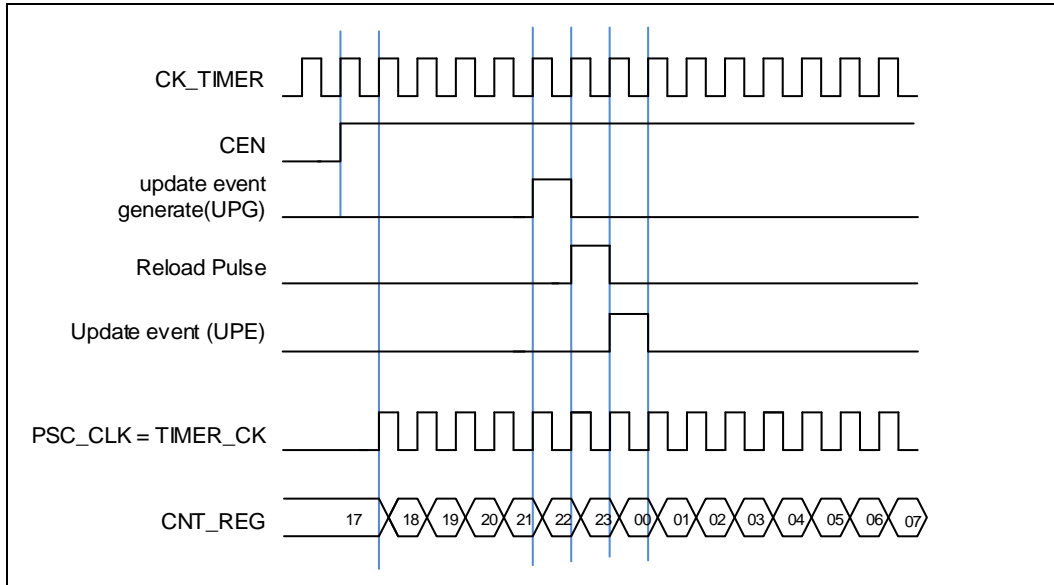 CK_TIMER
CEN
update event
generate(UPG)
Reload Pulse
Update event (UPE)
PSC_CLK = TIMER_CK
CNT_REG 17 18 19 20 21 22 23 00 01 02 03 04 05 06 07